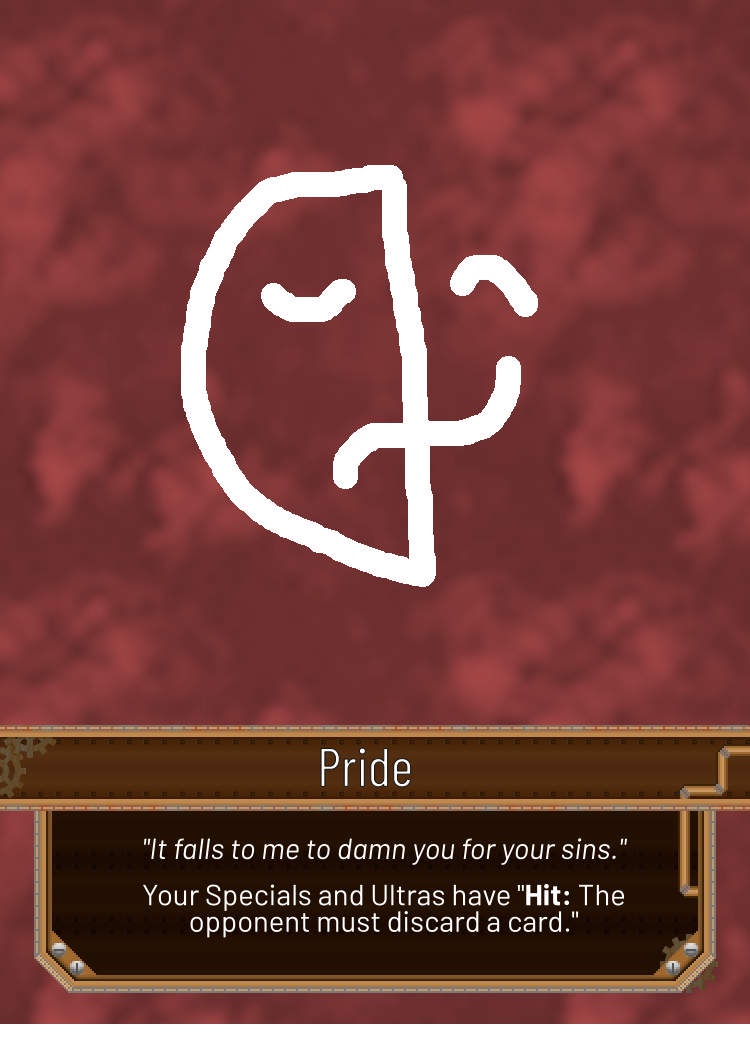 Pride
"It falls to me to damn you for your sins."
Your Specials and Ultras have "Hit: The
opponent must discard a card."